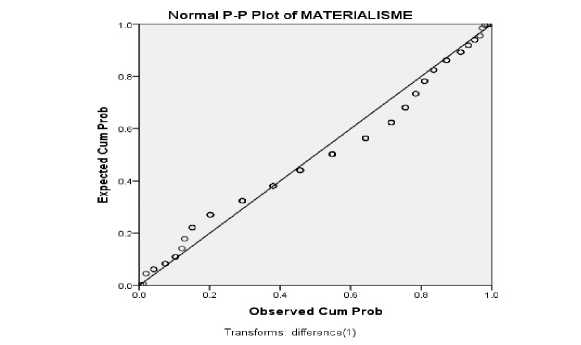 Normal P-P Plot of MATERIALISME
Expected Cum Prob
1.0
0.8
0.6
0.4
0.2
0.0
0.0 0.2 0.4 0.6 0.8 1.0
Observed Cum Prob
Transforms: difference(1)